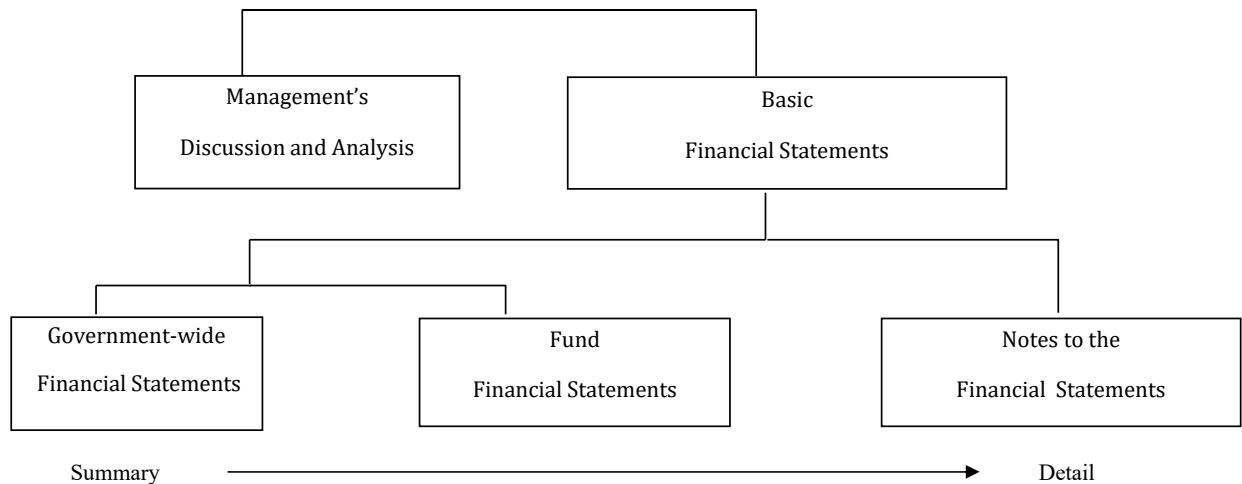 Management’s
Discussion and Analysis
Basic
Financial Statements
Government-wide
Financial Statements
Fund
Financial Statements
Notes to the
Financial Statements
Summary
Detail